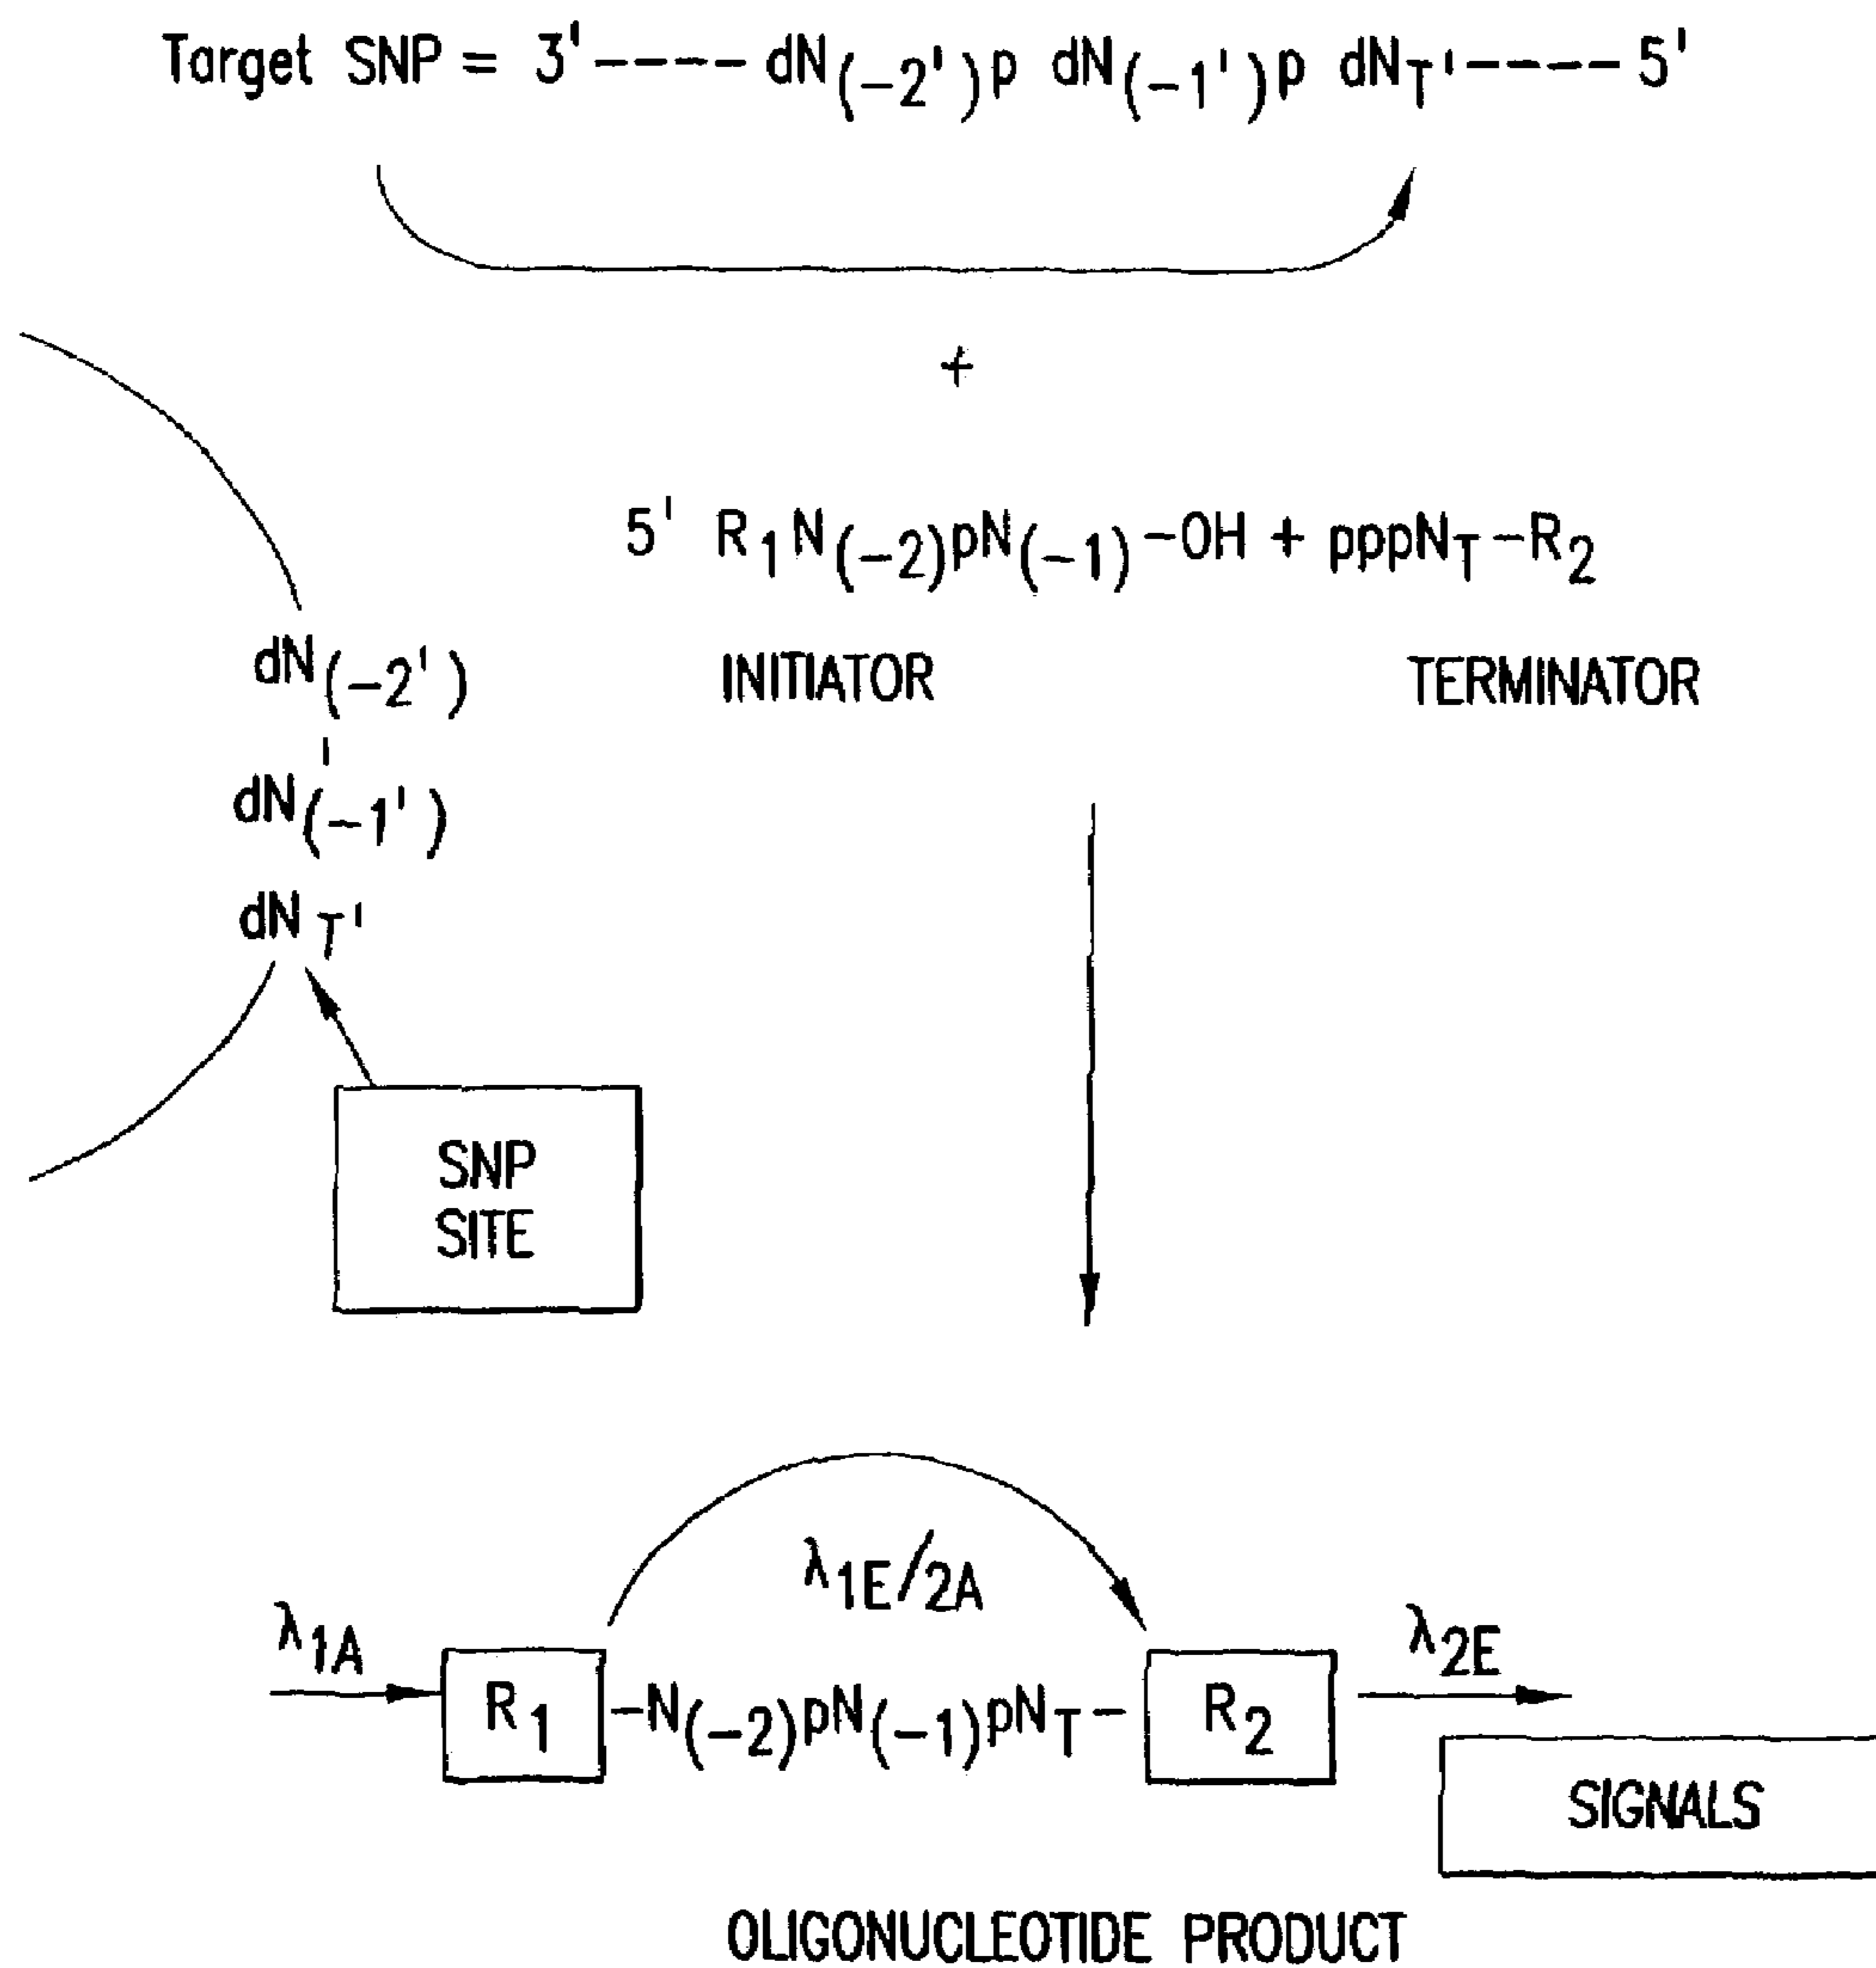 Target SNP = 3'----dN(-2')p dN(-1')p dNT'----5'
+
5' R1N(-2)pN(-1)-OH + pppNT-R2
INITIATOR TERMINATOR
dN(-2')
dN(-1')
dNT'
SNP
SITE
λ1A
λ1E/2A
λ2E
R1 -N(-2)pN(-1)pNT- R2
SIGNALS
OLIGONUCLEOTIDE PRODUCT